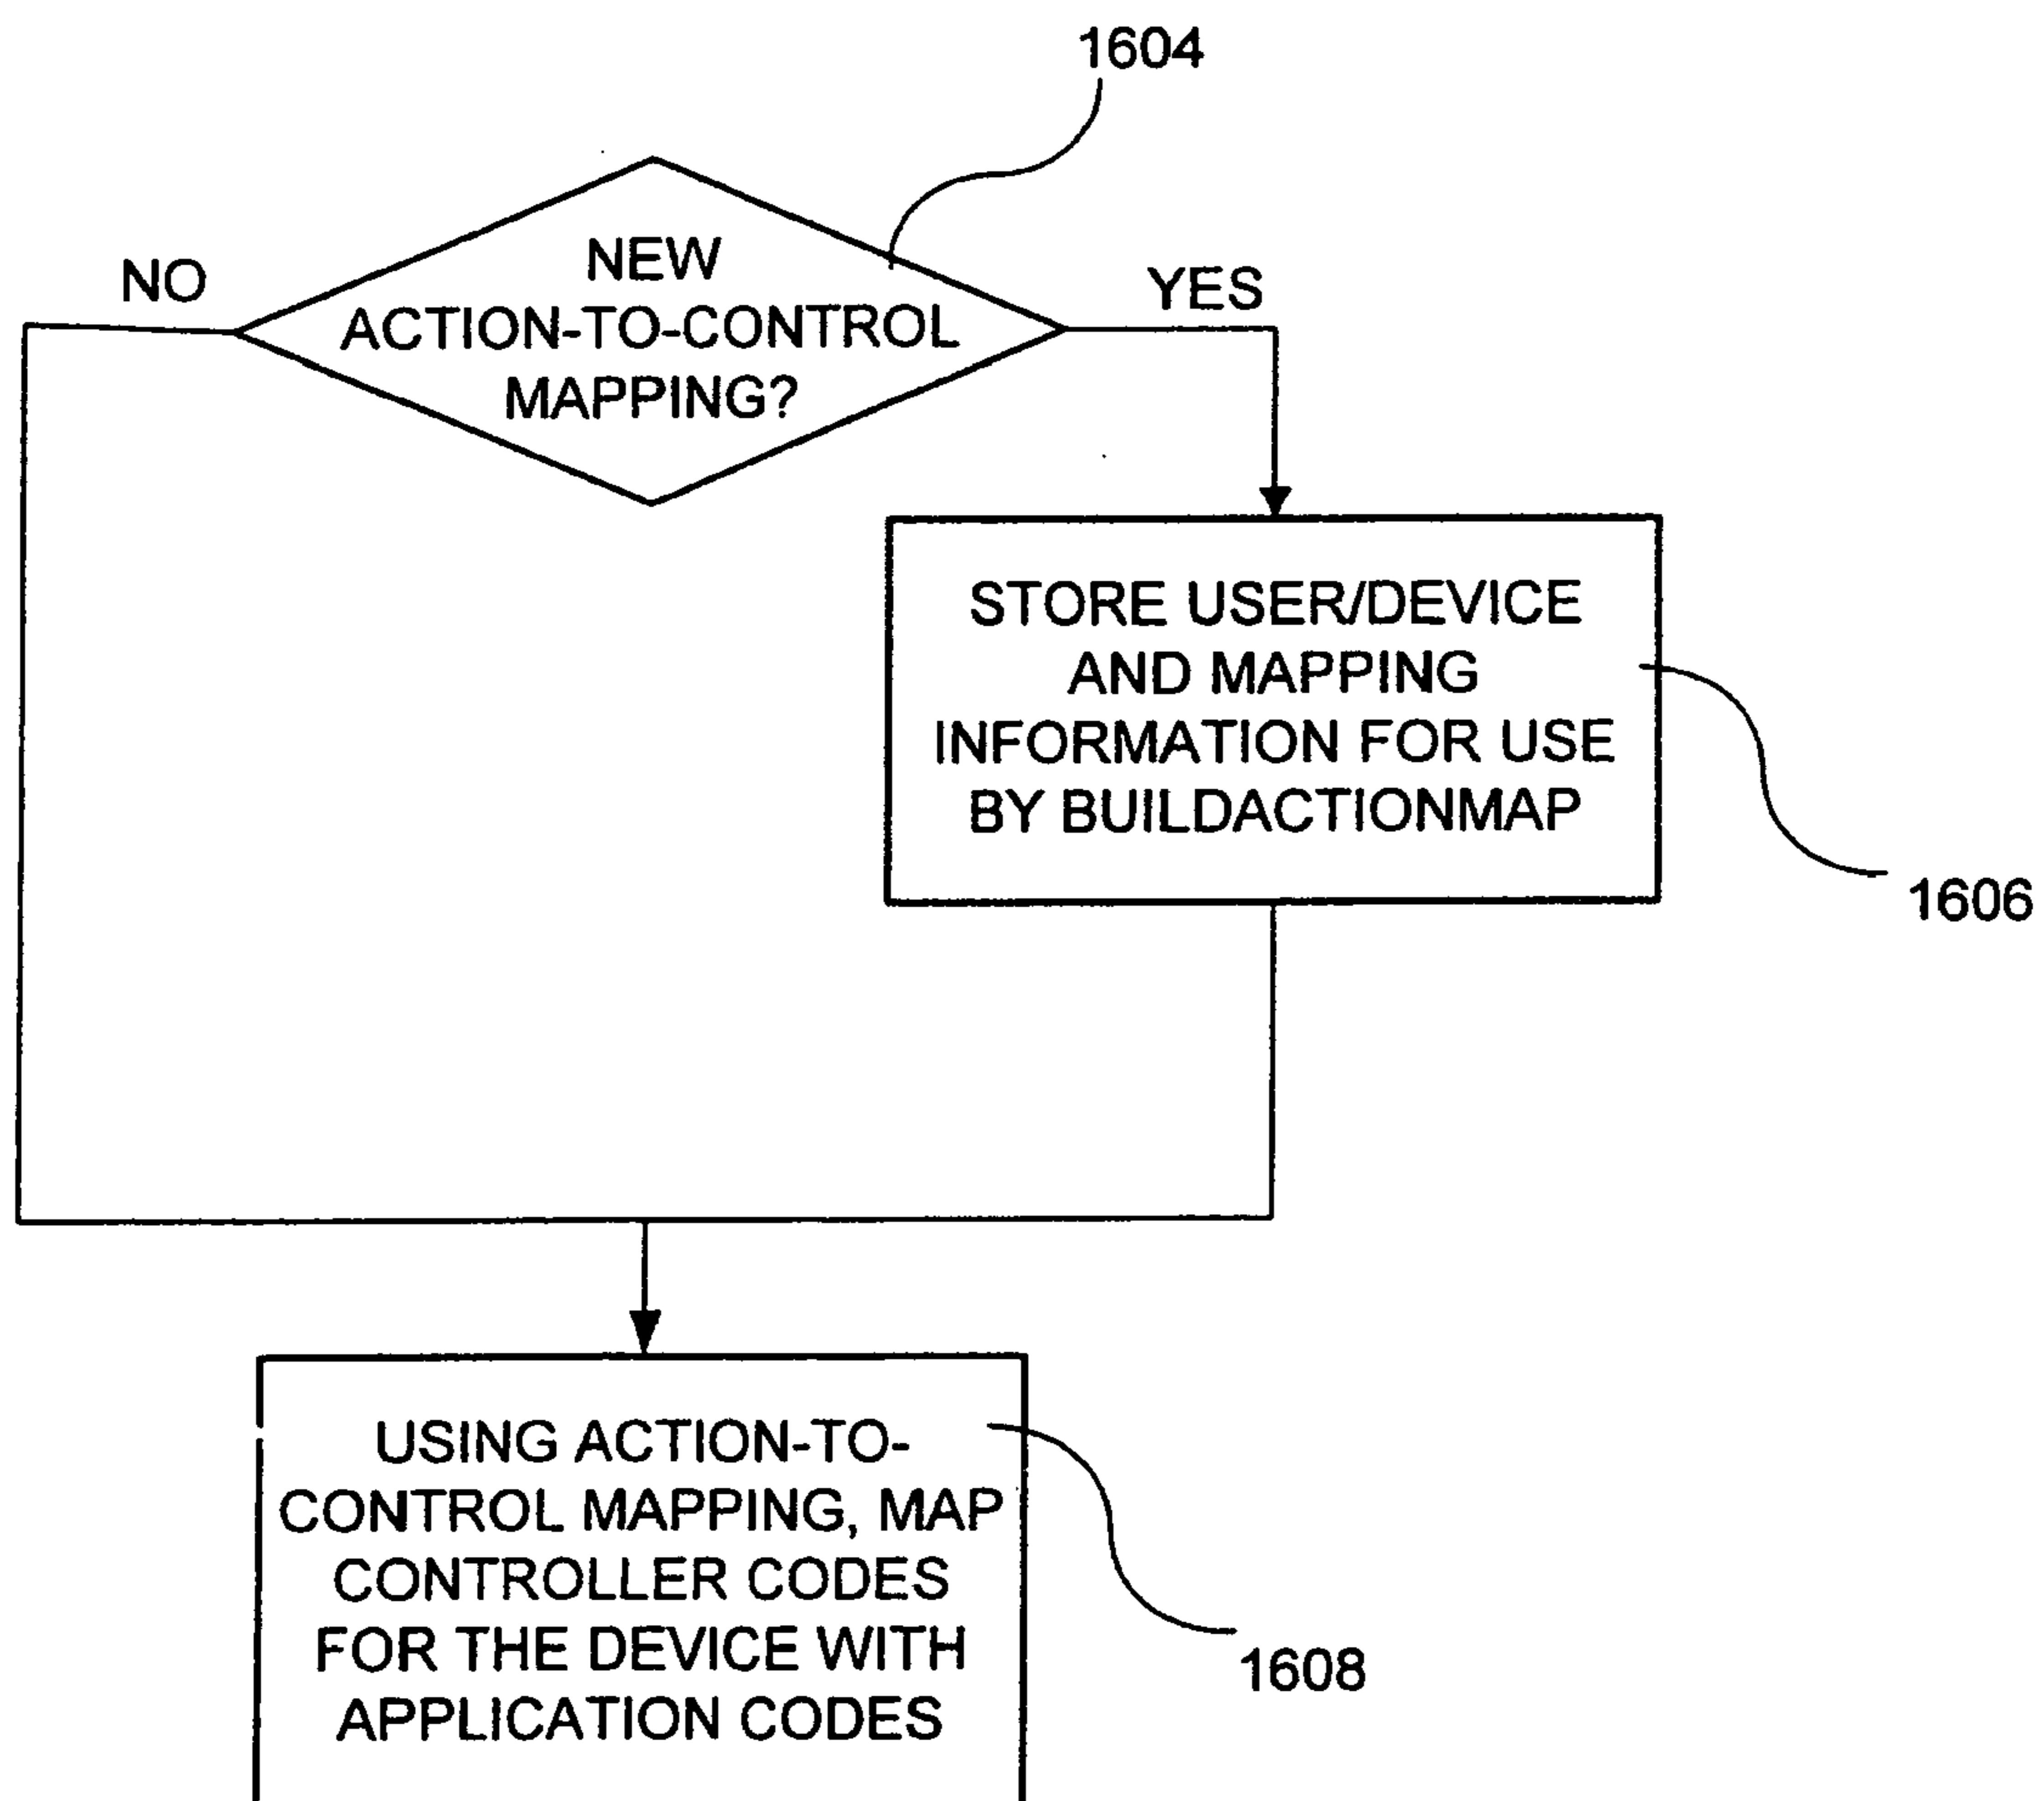 1604
NEW
ACTION-TO-CONTROL
MAPPING?
NO
YES
STORE USER/DEVICE
AND MAPPING
INFORMATION FOR USE
BY BUILDACTIONMAP
1606
USING ACTION-TO-
CONTROL MAPPING, MAP
CONTROLLER CODES
FOR THE DEVICE WITH
APPLICATION CODES
1608